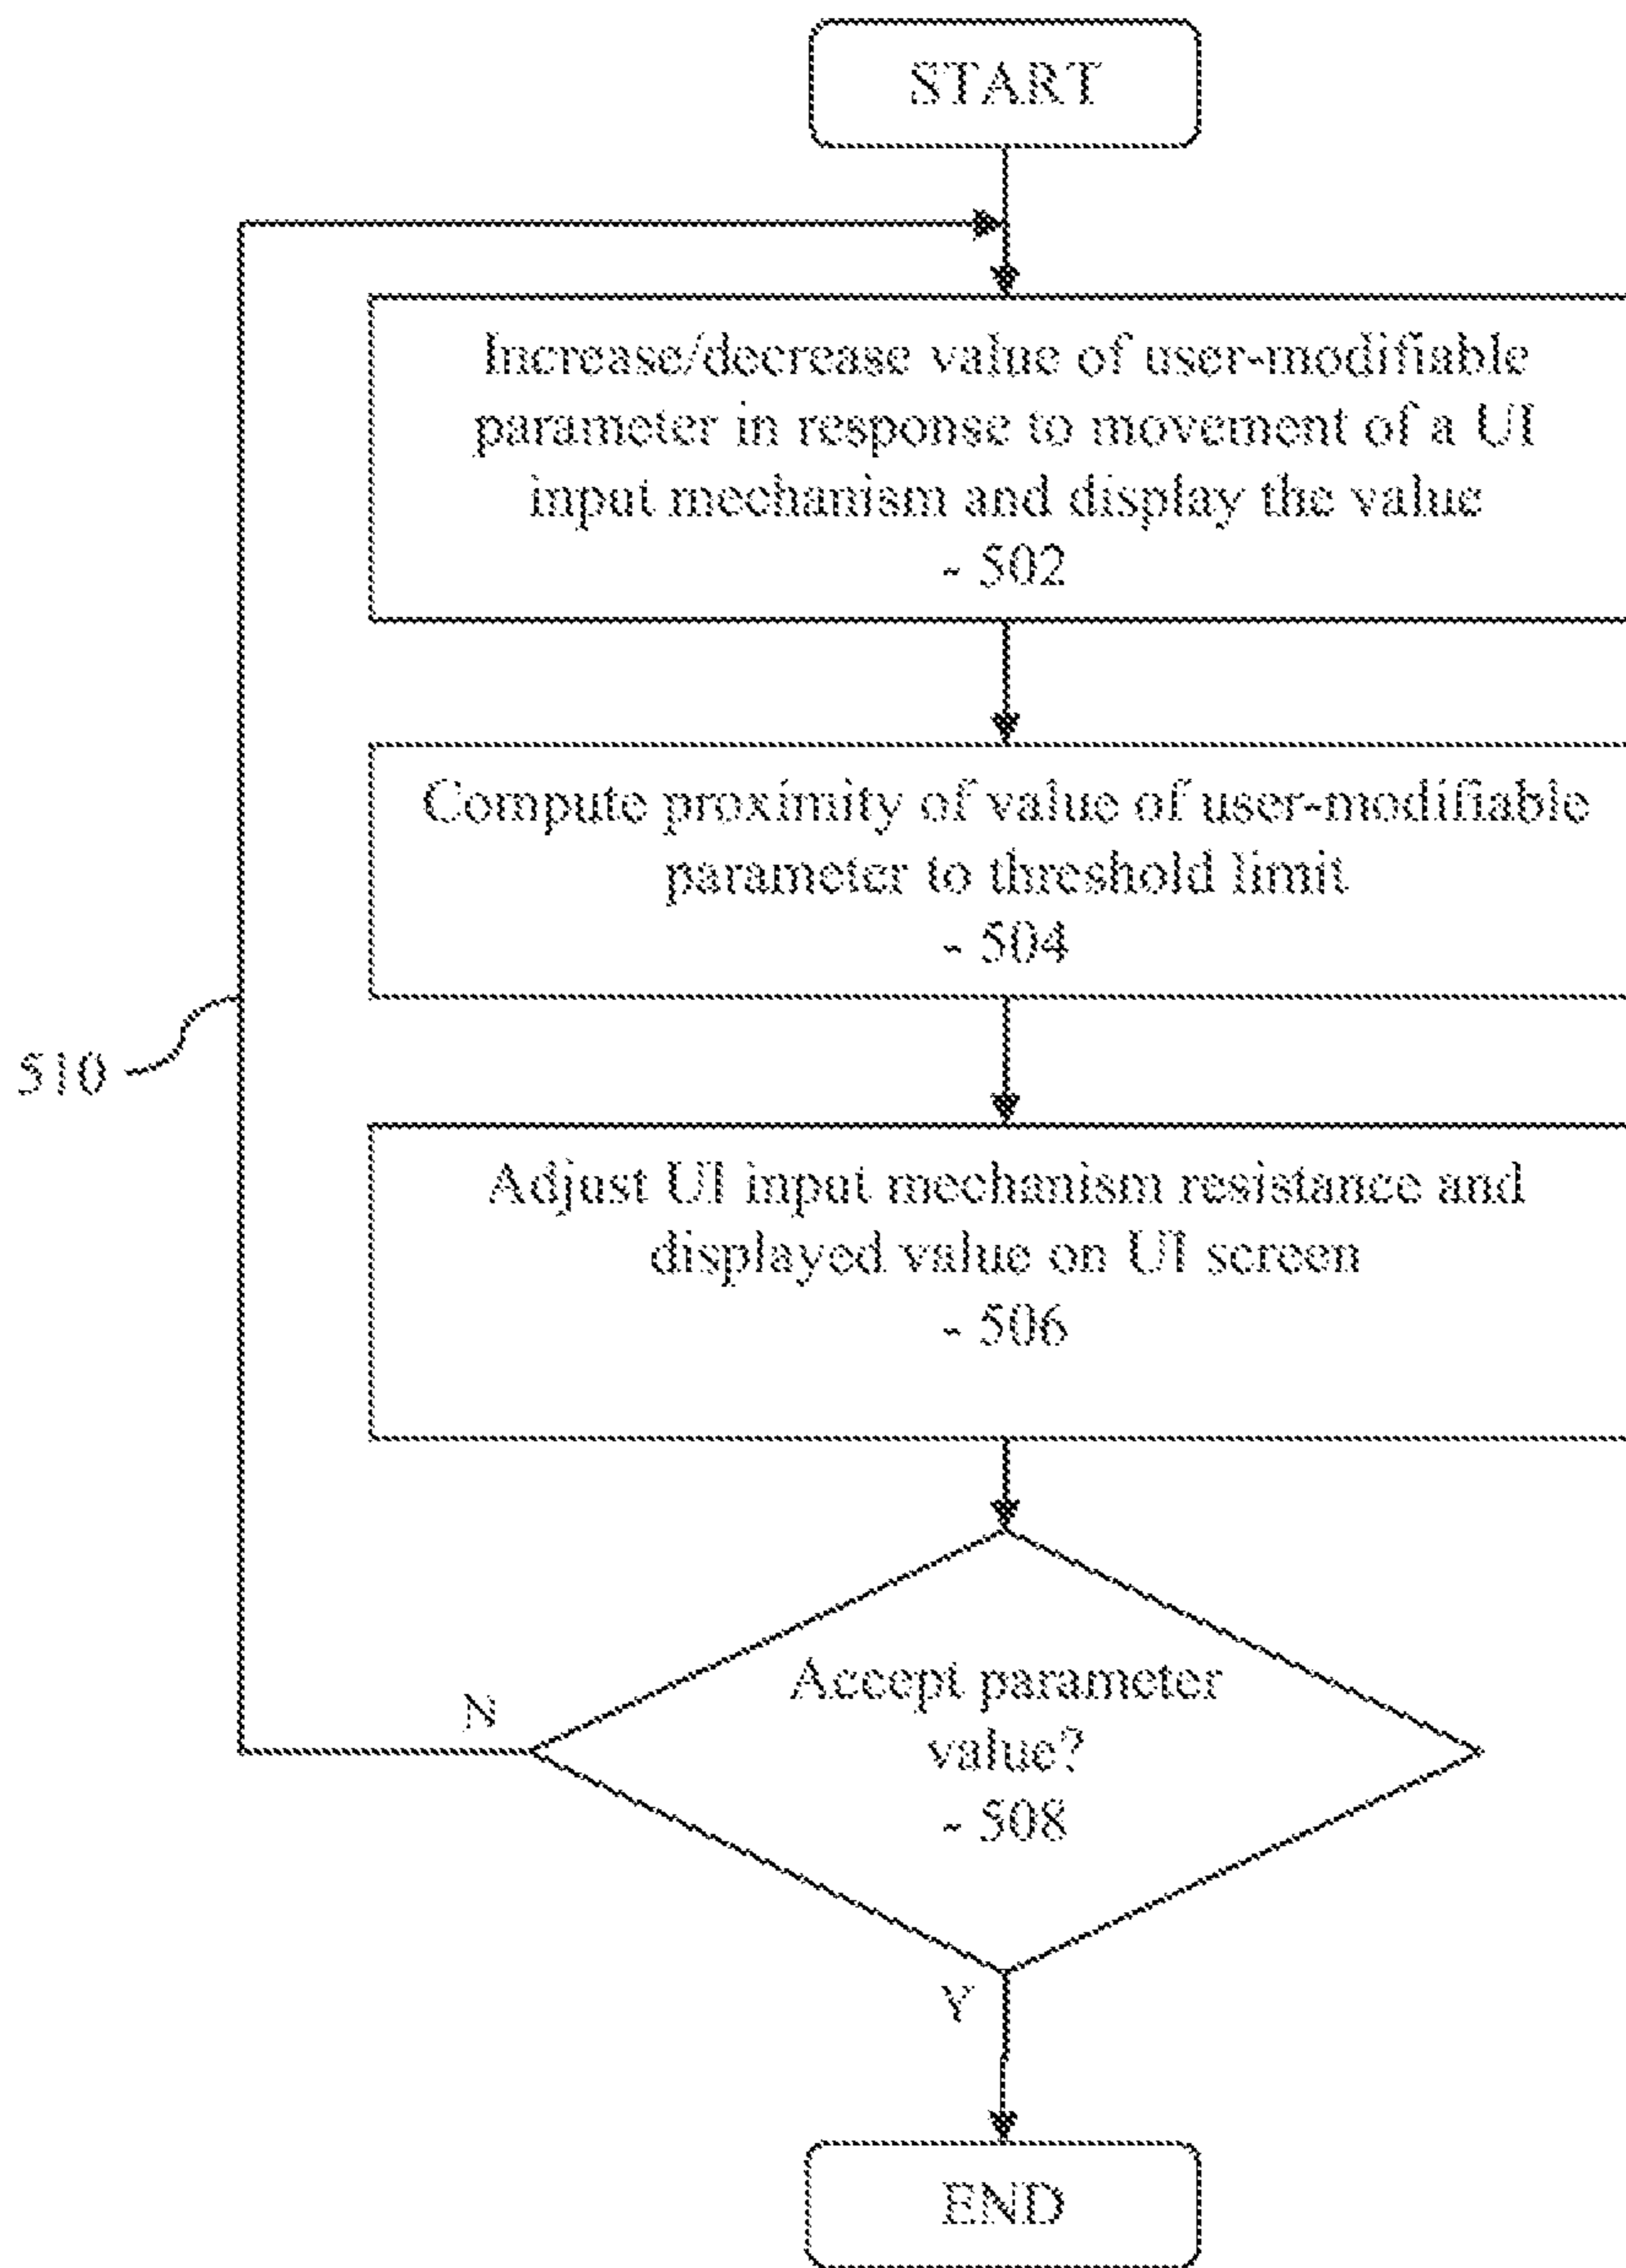 START
Increase/decrease value of user-modifiable
parameter in response to movement of a UI
input mechanism and display the value
- 502
Compute proximity of value of user-modifiable
parameter to threshold limit
- 504
510
Adjust UI input mechanism resistance and
displayed value on UI screen
- 506
Accept parameter
value?
- 508
N
Y
END